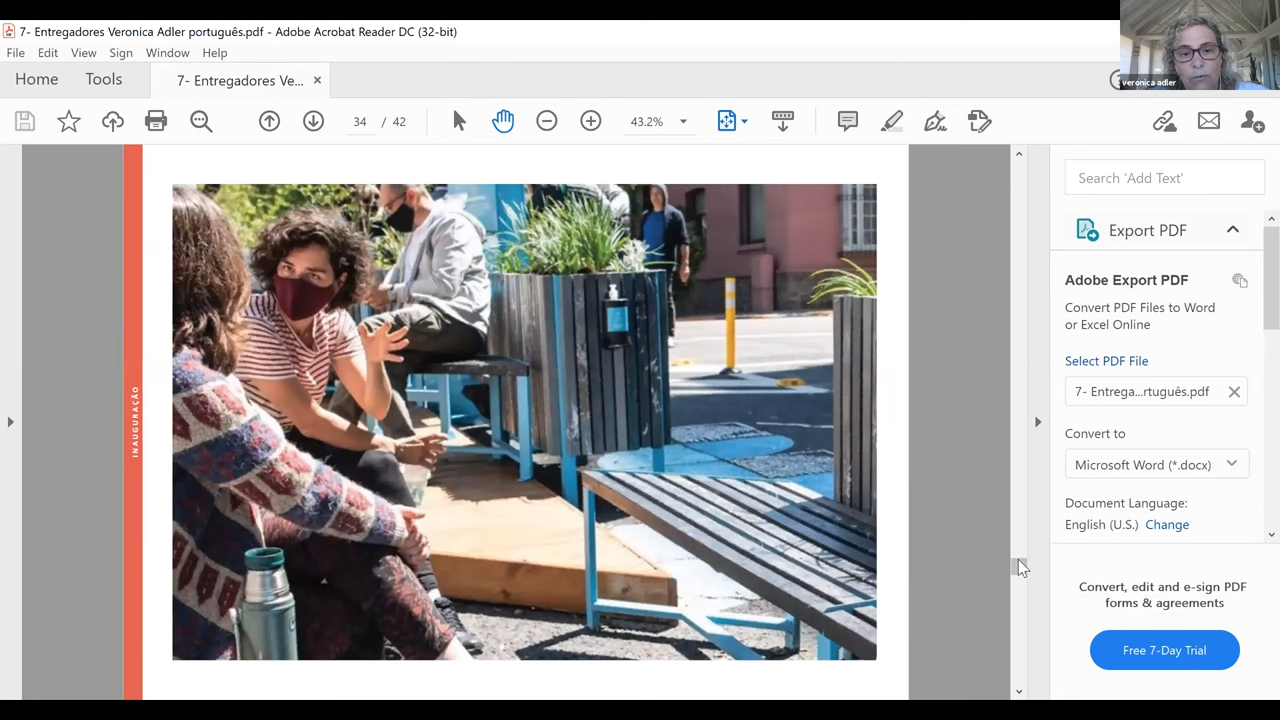 7- Entregadores Veronica Adler português.pdf - Adobe Acrobat Reader DC (32-bit)
File Edit View Sign Window Help
Home Tools 7- Entregadores Ve... ×
34 / 42 43.2%
veronica adler
INAUGURAÇÃO
Search 'Add Text'
Export PDF
Adobe Export PDF
Convert PDF Files to Word
or Excel Online
Select PDF File
7- Entrega...rtuguês.pdf
Convert to
Microsoft Word (*.docx)
Document Language:
English (U.S.) Change
Convert, edit and e-sign PDF
forms & agreements
Free 7-Day Trial